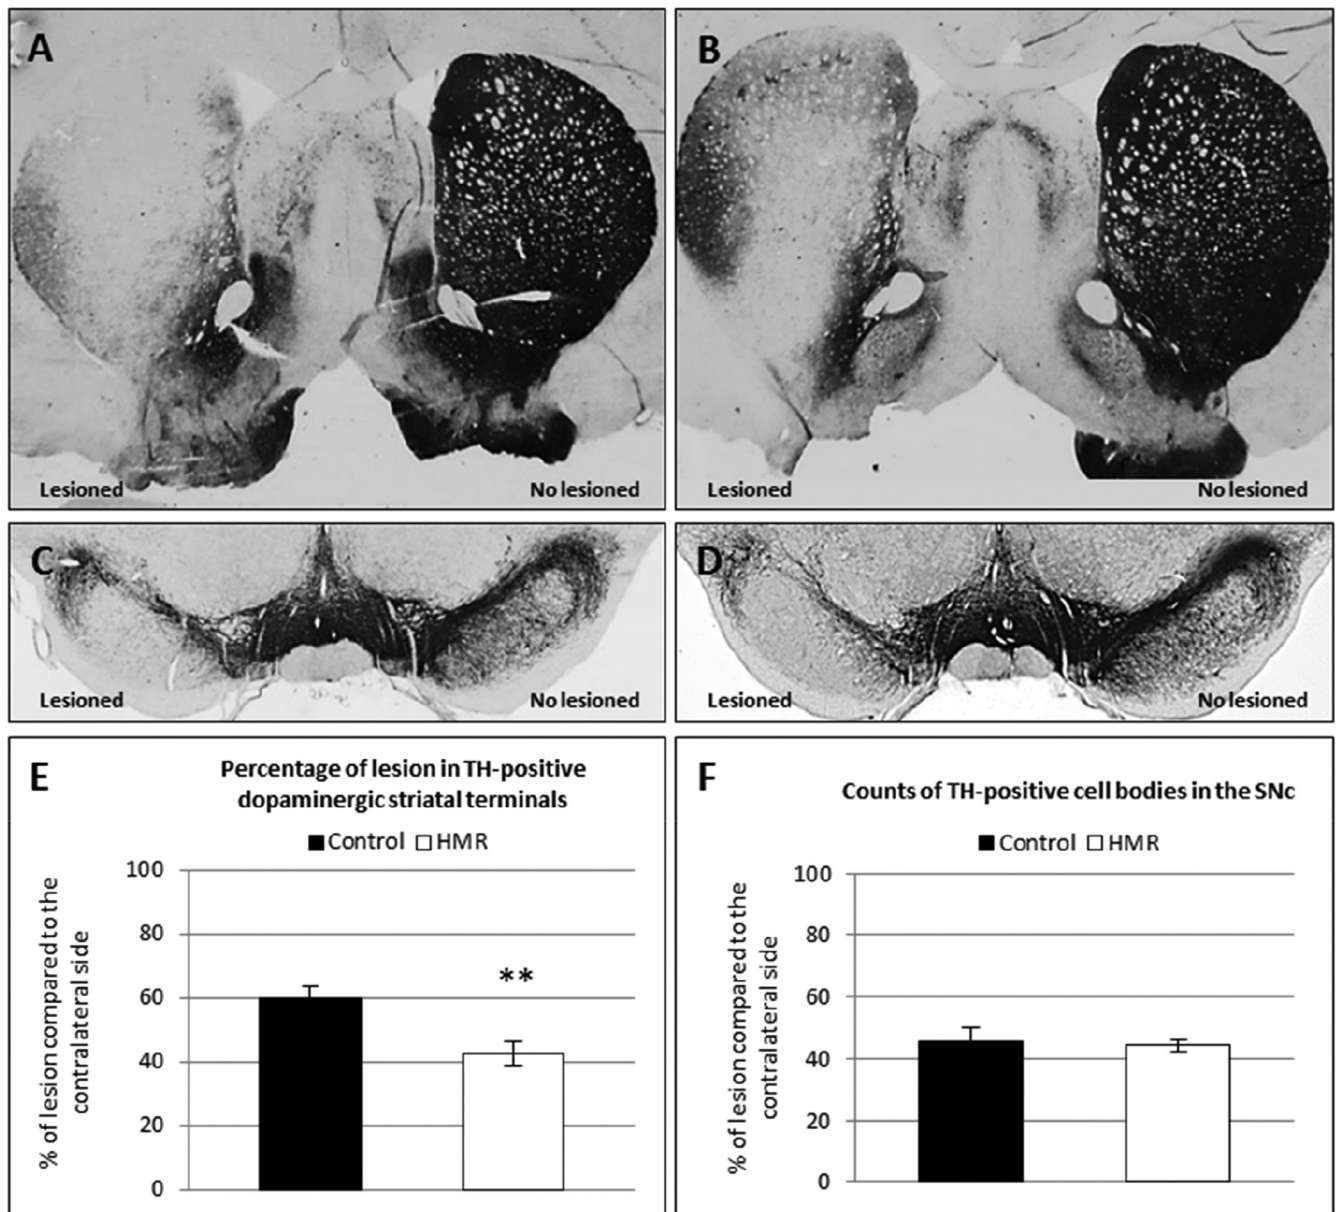 A
B
Lesioned
No lesioned
Lesioned
No lesioned
C
D
Lesioned
No lesioned
Lesioned
No lesioned
E
Percentage of lesion in TH-positive
dopaminergic striatal terminals
Control HMR
% of lesion compared to the
contralateral side
100
80
60
40
20
0
**
F
Counts of TH-positive cell bodies in the SNc
Control HMR
% of lesion compared to the
contralateral side
100
80
60
40
20
0